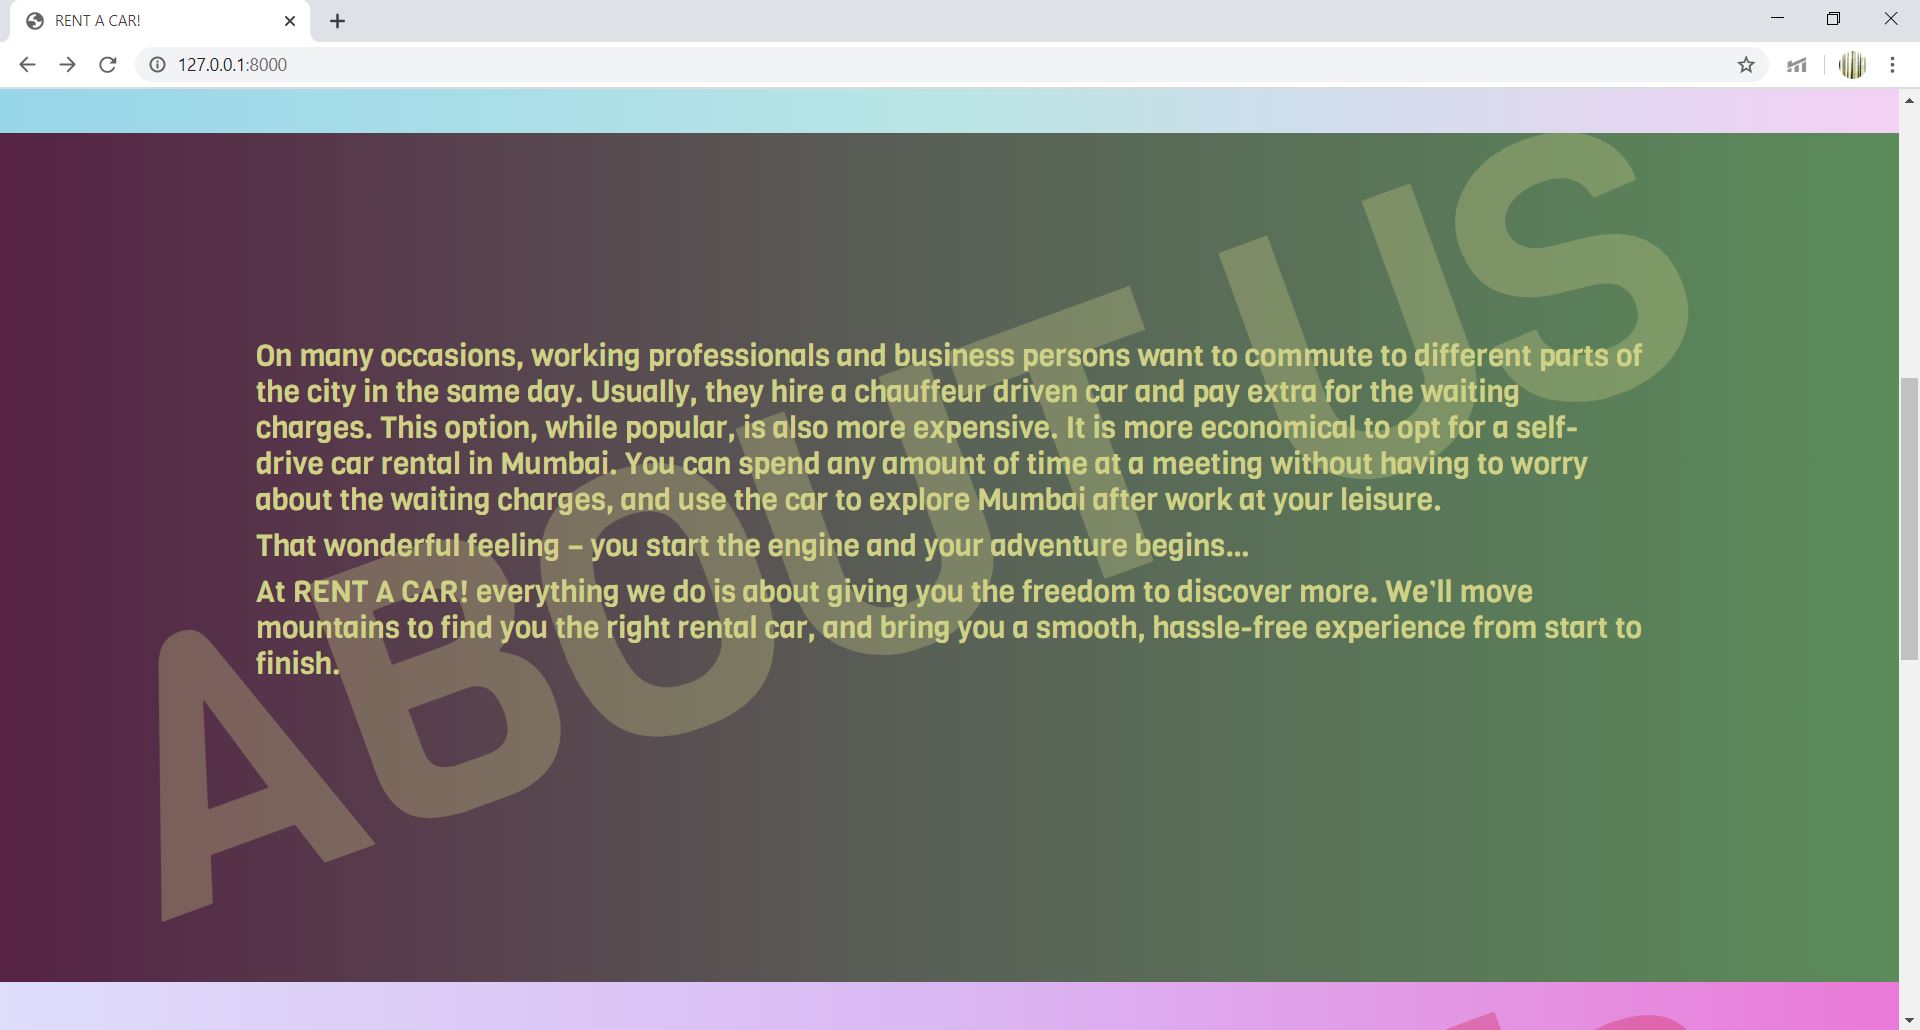 RENT A CAR!
127.0.0.1:8000
ABOUT US
On many occasions, working professionals and business persons want to commute to different parts of
the city in the same day. Usually, they hire a chauffeur driven car and pay extra for the waiting
charges. This option, while popular, is also more expensive. It is more economical to opt for a self-
drive car rental in Mumbai. You can spend any amount of time at a meeting without having to worry
about the waiting charges, and use the car to explore Mumbai after work at your leisure.
That wonderful feeling – you start the engine and your adventure begins...
At RENT A CAR! everything we do is about giving you the freedom to discover more. We’ll move
mountains to find you the right rental car, and bring you a smooth, hassle-free experience from start to
finish.